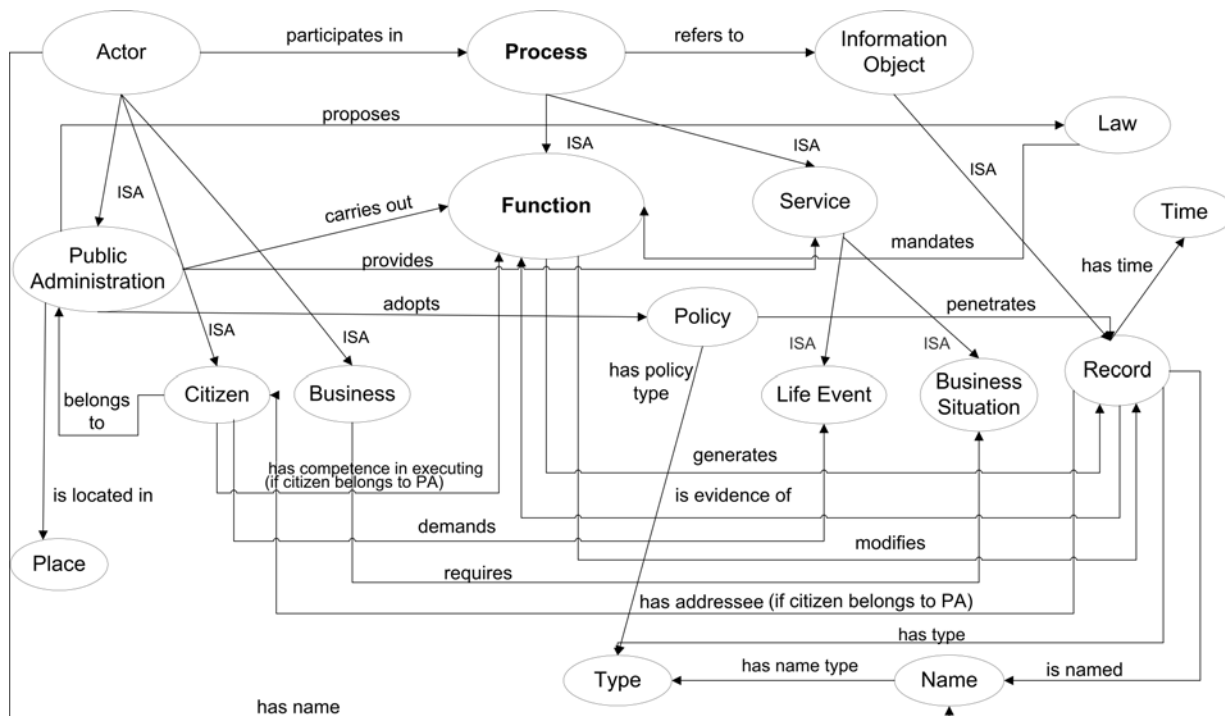 Actor
participates in
Process
refers to
Information
Object
proposes
Law
ISA
ISA
ISA
ISA
carries out
Function
Service
Time
Public
Administration
mandates
provides
has time
adopts
Policy
penetrates
ISA
ISA
ISA
ISA
has policy
type
Record
Citizen
Business
Life Event
Business
Situation
belongs
to
has competence in executing
(if citizen belongs to PA)
generates
is located in
is evidence of
demands
modifies
Place
requires
has addressee (if citizen belongs to PA)
has type
Type
has name type
Name
is named
has name